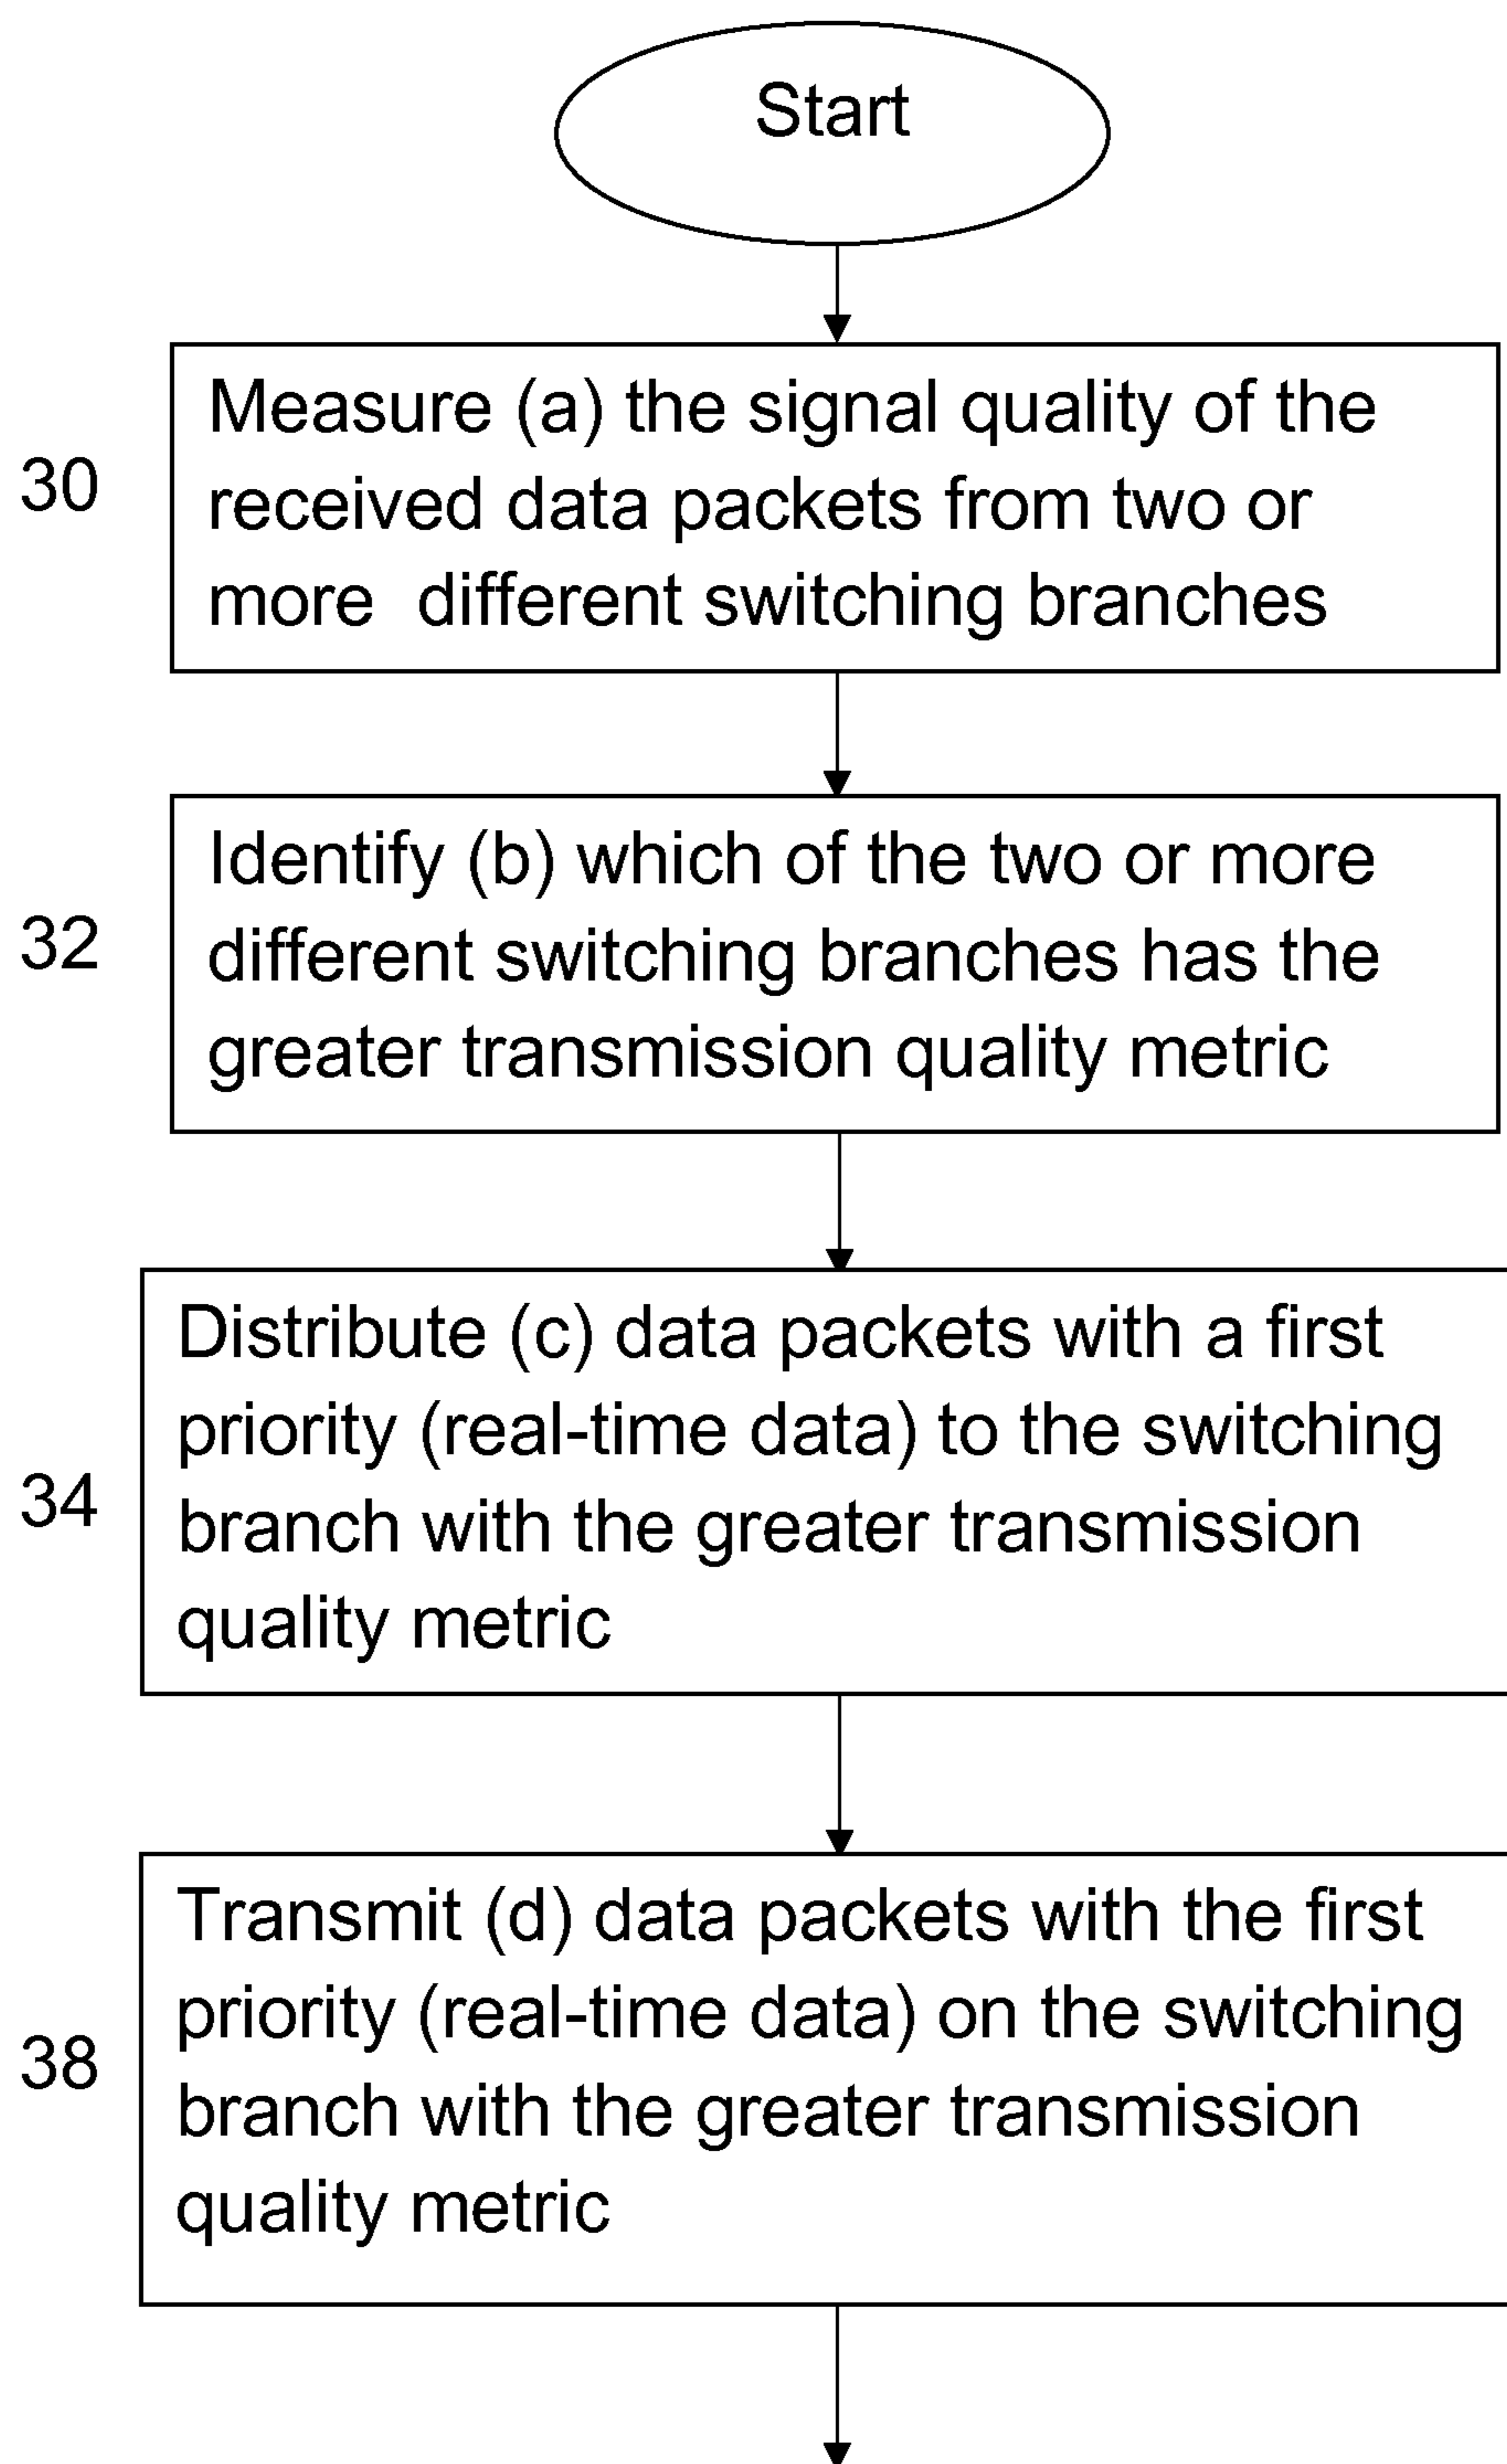 Start
30
Measure (a) the signal quality of the
received data packets from two or
more  different switching branches
32
Identify (b) which of the two or more
different switching branches has the
greater transmission quality metric
34
Distribute (c) data packets with a first
priority (real-time data) to the switching
branch with the greater transmission
quality metric
38
Transmit (d) data packets with the first
priority (real-time data) on the switching
branch with the greater transmission
quality metric